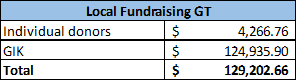 Local Fundraising GT
Individual donors $ 4,266.76
GIK $ 124,935.90
Total $ 129,202.66